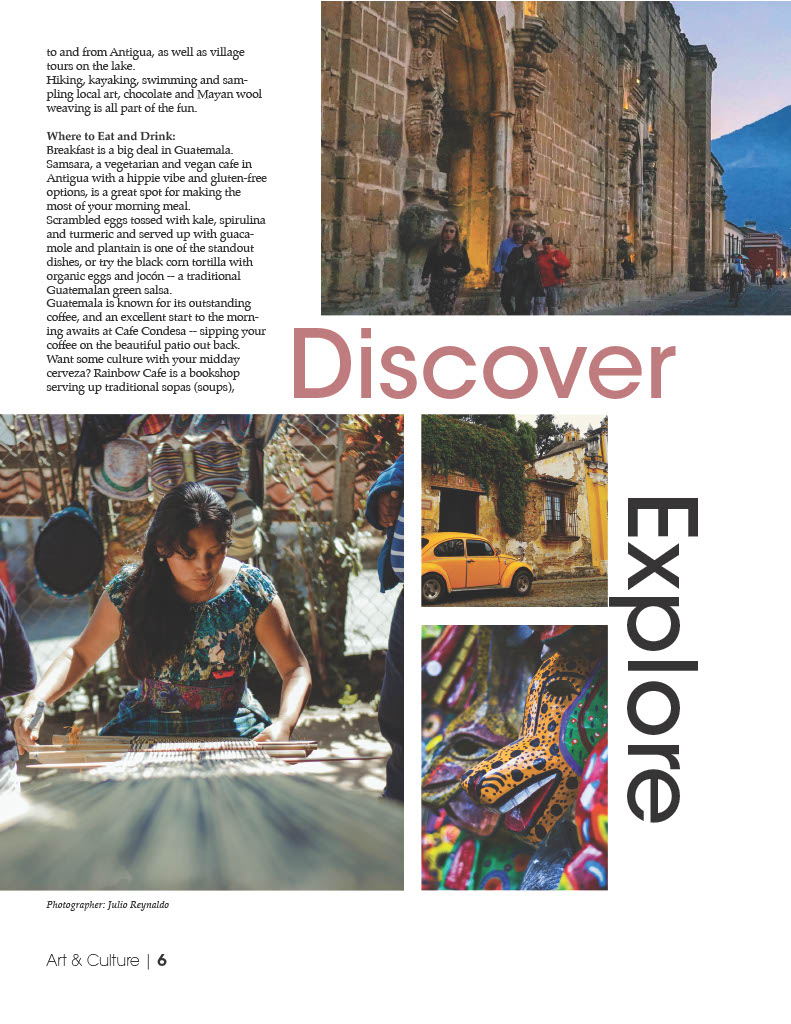 to and from Antigua, as well as village
tours on the lake.
Hiking, kayaking, swimming and sam-
pling local art, chocolate and Mayan wool
weaving is all part of the fun.
Where to Eat and Drink:
Breakfast is a big deal in Guatemala.
Samsara, a vegetarian and vegan cafe in
Antigua with a hippie vibe and gluten-free
options, is a great spot for making the
most of your morning meal.
Scrambled eggs tossed with kale, spirulina
and turmeric and served up with guaca-
mole and plantain is one of the standout
dishes, or try the black corn tortilla with
organic eggs and jocón -- a traditional
Guatemalan green salsa.
Guatemala is known for its outstanding
coffee, and an excellent start to the morn-
ing awaits at Cafe Condesa -- sipping your
coffee on the beautiful patio out back.
Want some culture with your midday
cerveza? Rainbow Cafe is a bookshop
serving up traditional sopas (soups),
Discover
Explore
Photographer: Julio Reynaldo
Art & Culture | 6